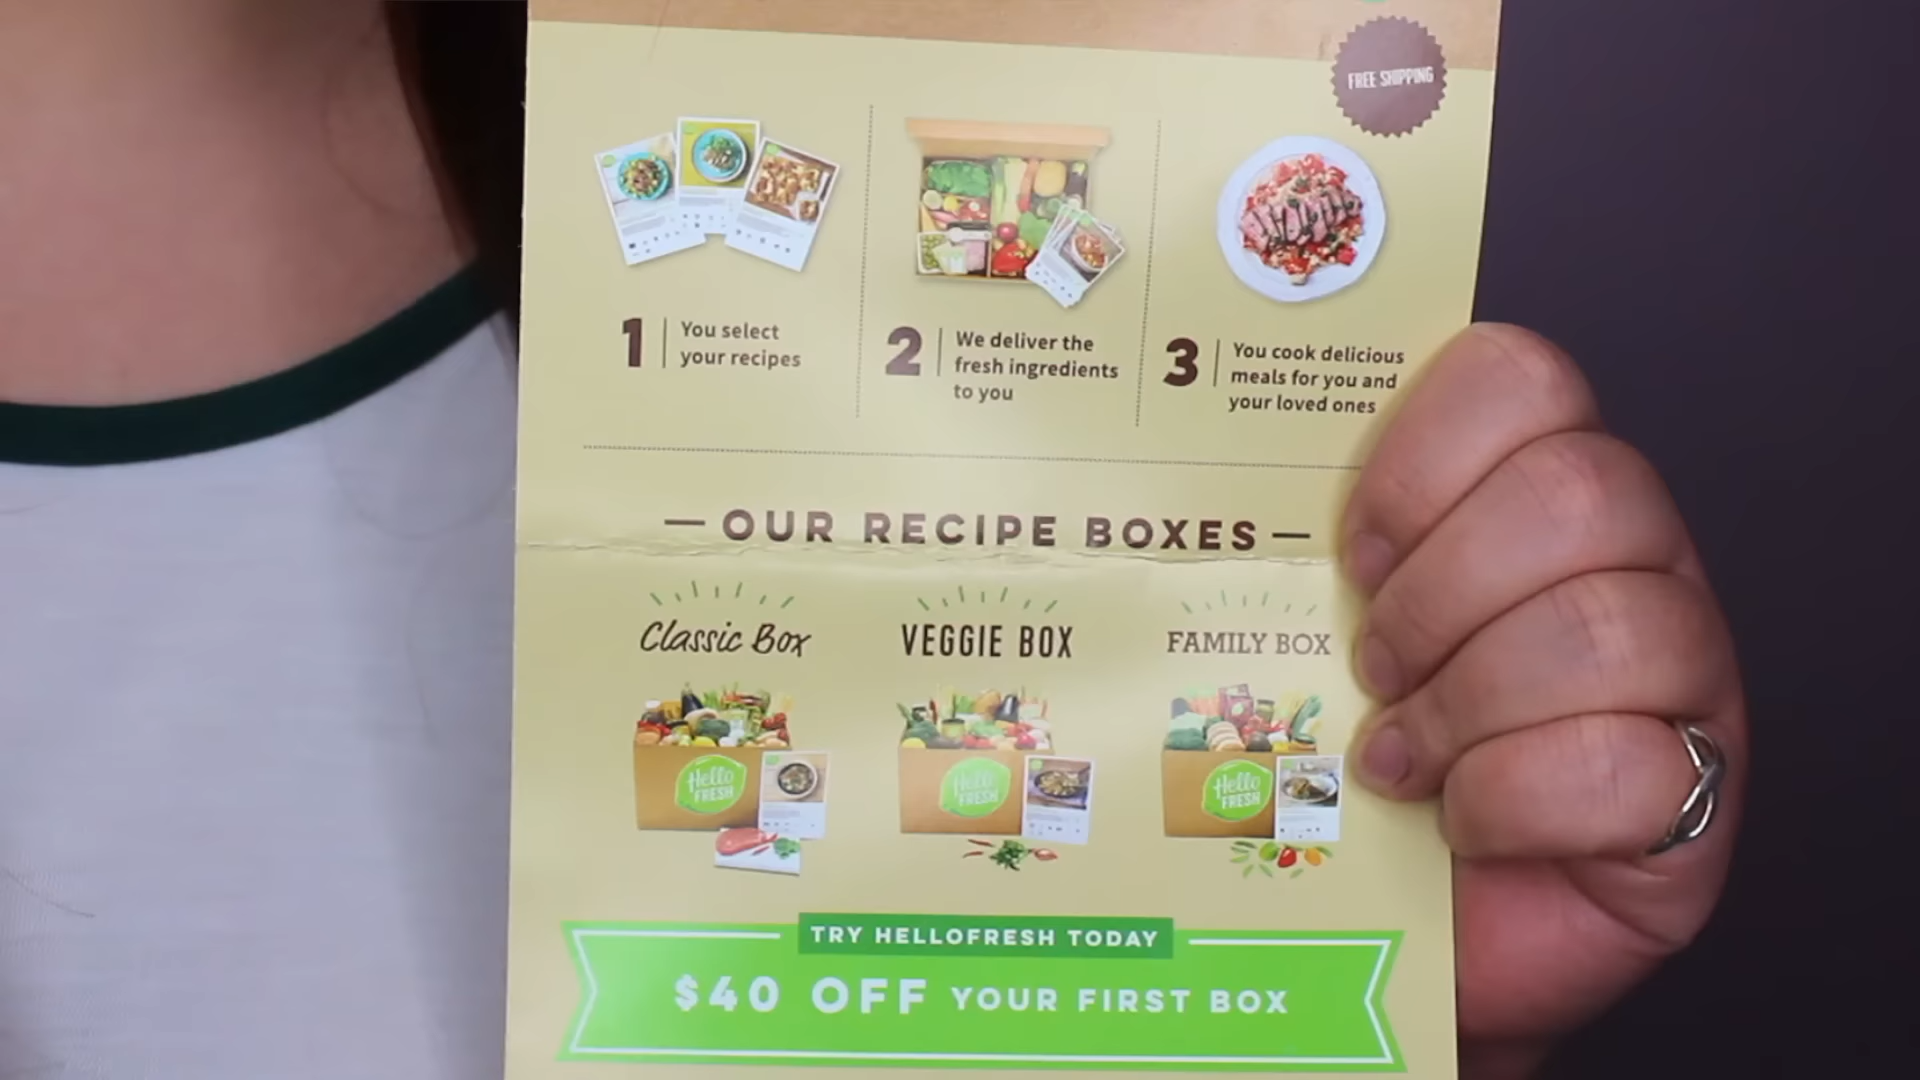 FREE SHIPPING
1
You select
your recipes
2
We deliver the
fresh ingredients
to you
3
You cook delicious
meals for you and
your loved ones
— OUR RECIPE BOXES —
Classic Box
VEGGIE BOX
FAMILY BOX
Hello
FRESH
Hello
FRESH
Hello
FRESH
TRY HELLOFRESH TODAY
$40 OFF YOUR FIRST BOX